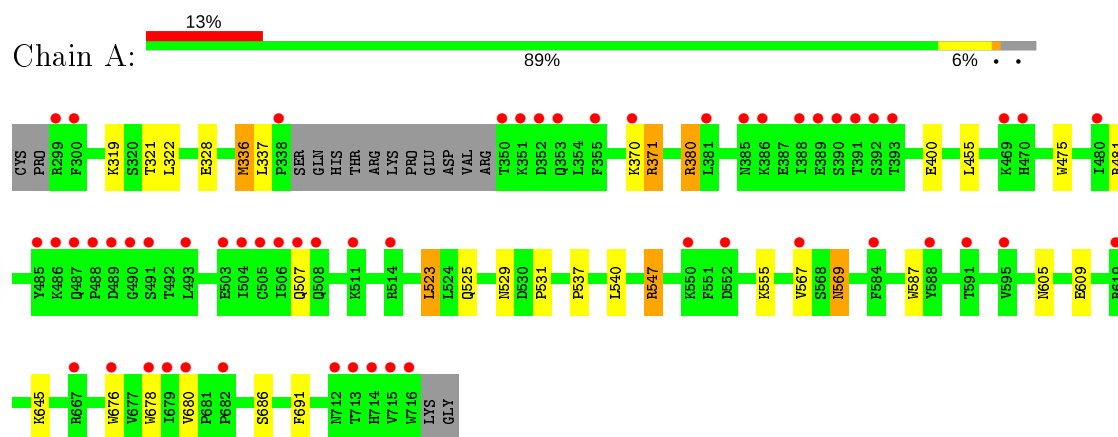 13%
Chain A:
89%
6%
• •
CYS PRO R299 F300 K319 S320 T321 L322 E328 M336 L337 P338 SER GLN HIS THR ARG LYS PRO GLU ASP VAL ARG T350 K351 D352 Q353 L354 F355 K370 R371 R380 L381 N385 K386 E387 I388 E389 S390 T391 S392 T393 E400 L455 K469 H470 W475 I480 R481
Y485 K486 Q487 P488 D489 G490 S491 T492 L493 E503 I504 C505 I506 Q507 Q508 K511 R514 L523 L524 Q525 N529 D530 P531 P537 L540 R547 K550 F551 D552 K555 V567 S568 N569 F584 W587 Y588 T591 V595 N605 E609
K645 R667 W676 V677 W678 I679 V680 P681 P682 S686 F691 N712 T713 H714 V715 W716 LYS GLY